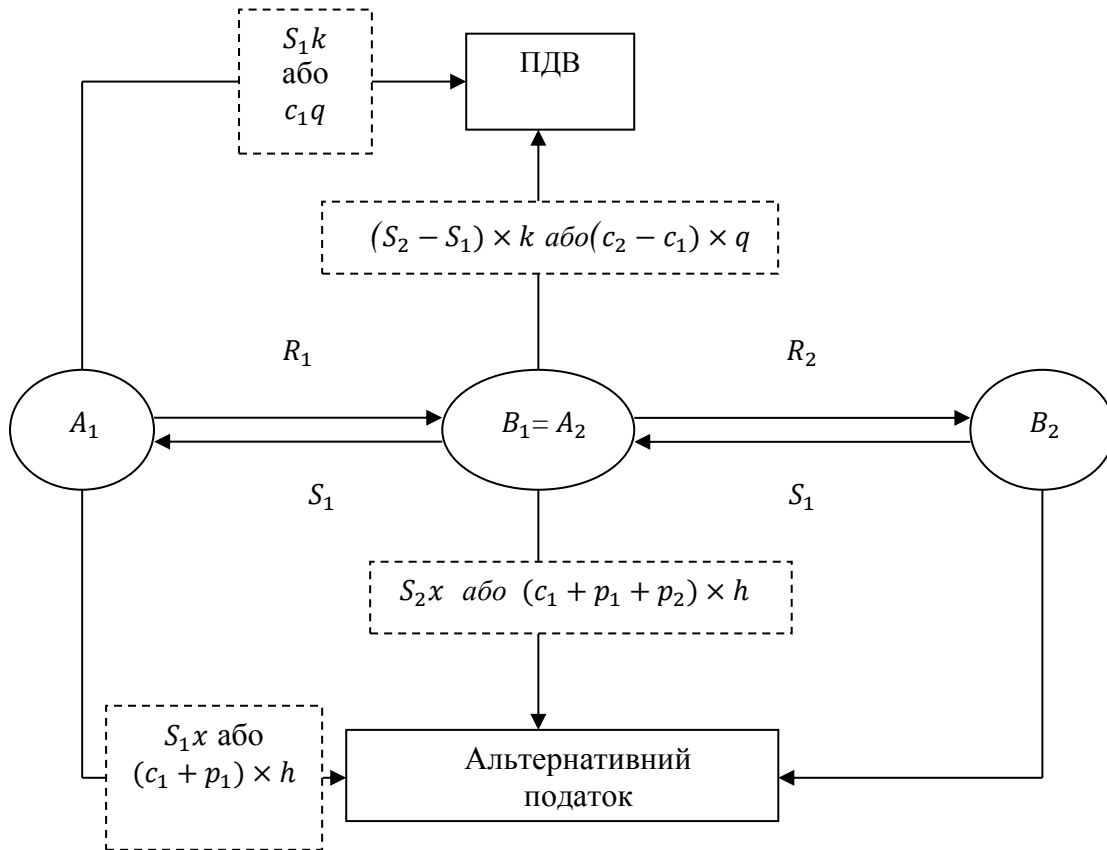 S₁k
або
c₁q
ПДВ
(S₂ − S₁) × k або(c₂ − c₁) × q
R₁
R₂
A₁
B₁= A₂
B₂
S₁
S₁
S₂x або (c₁ + p₁ + p₂) × h
S₁x або
(c₁ + p₁) × h
Альтернативний
податок